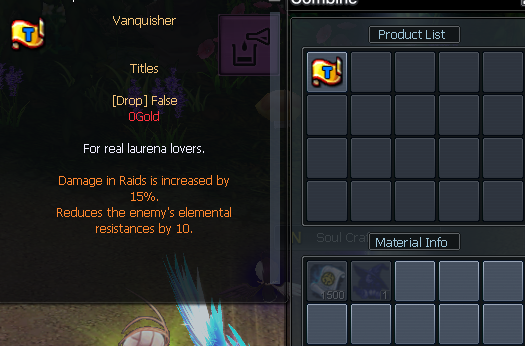 Vanquisher
Titles
[Drop] False
0Gold
For real laurena lovers.
Damage in Raids is increased by
15%.
Reduces the enemy's elemental
resistances by 10.
Combine
Product List
T
N
Soul Craf
Material Info
1500
1
T